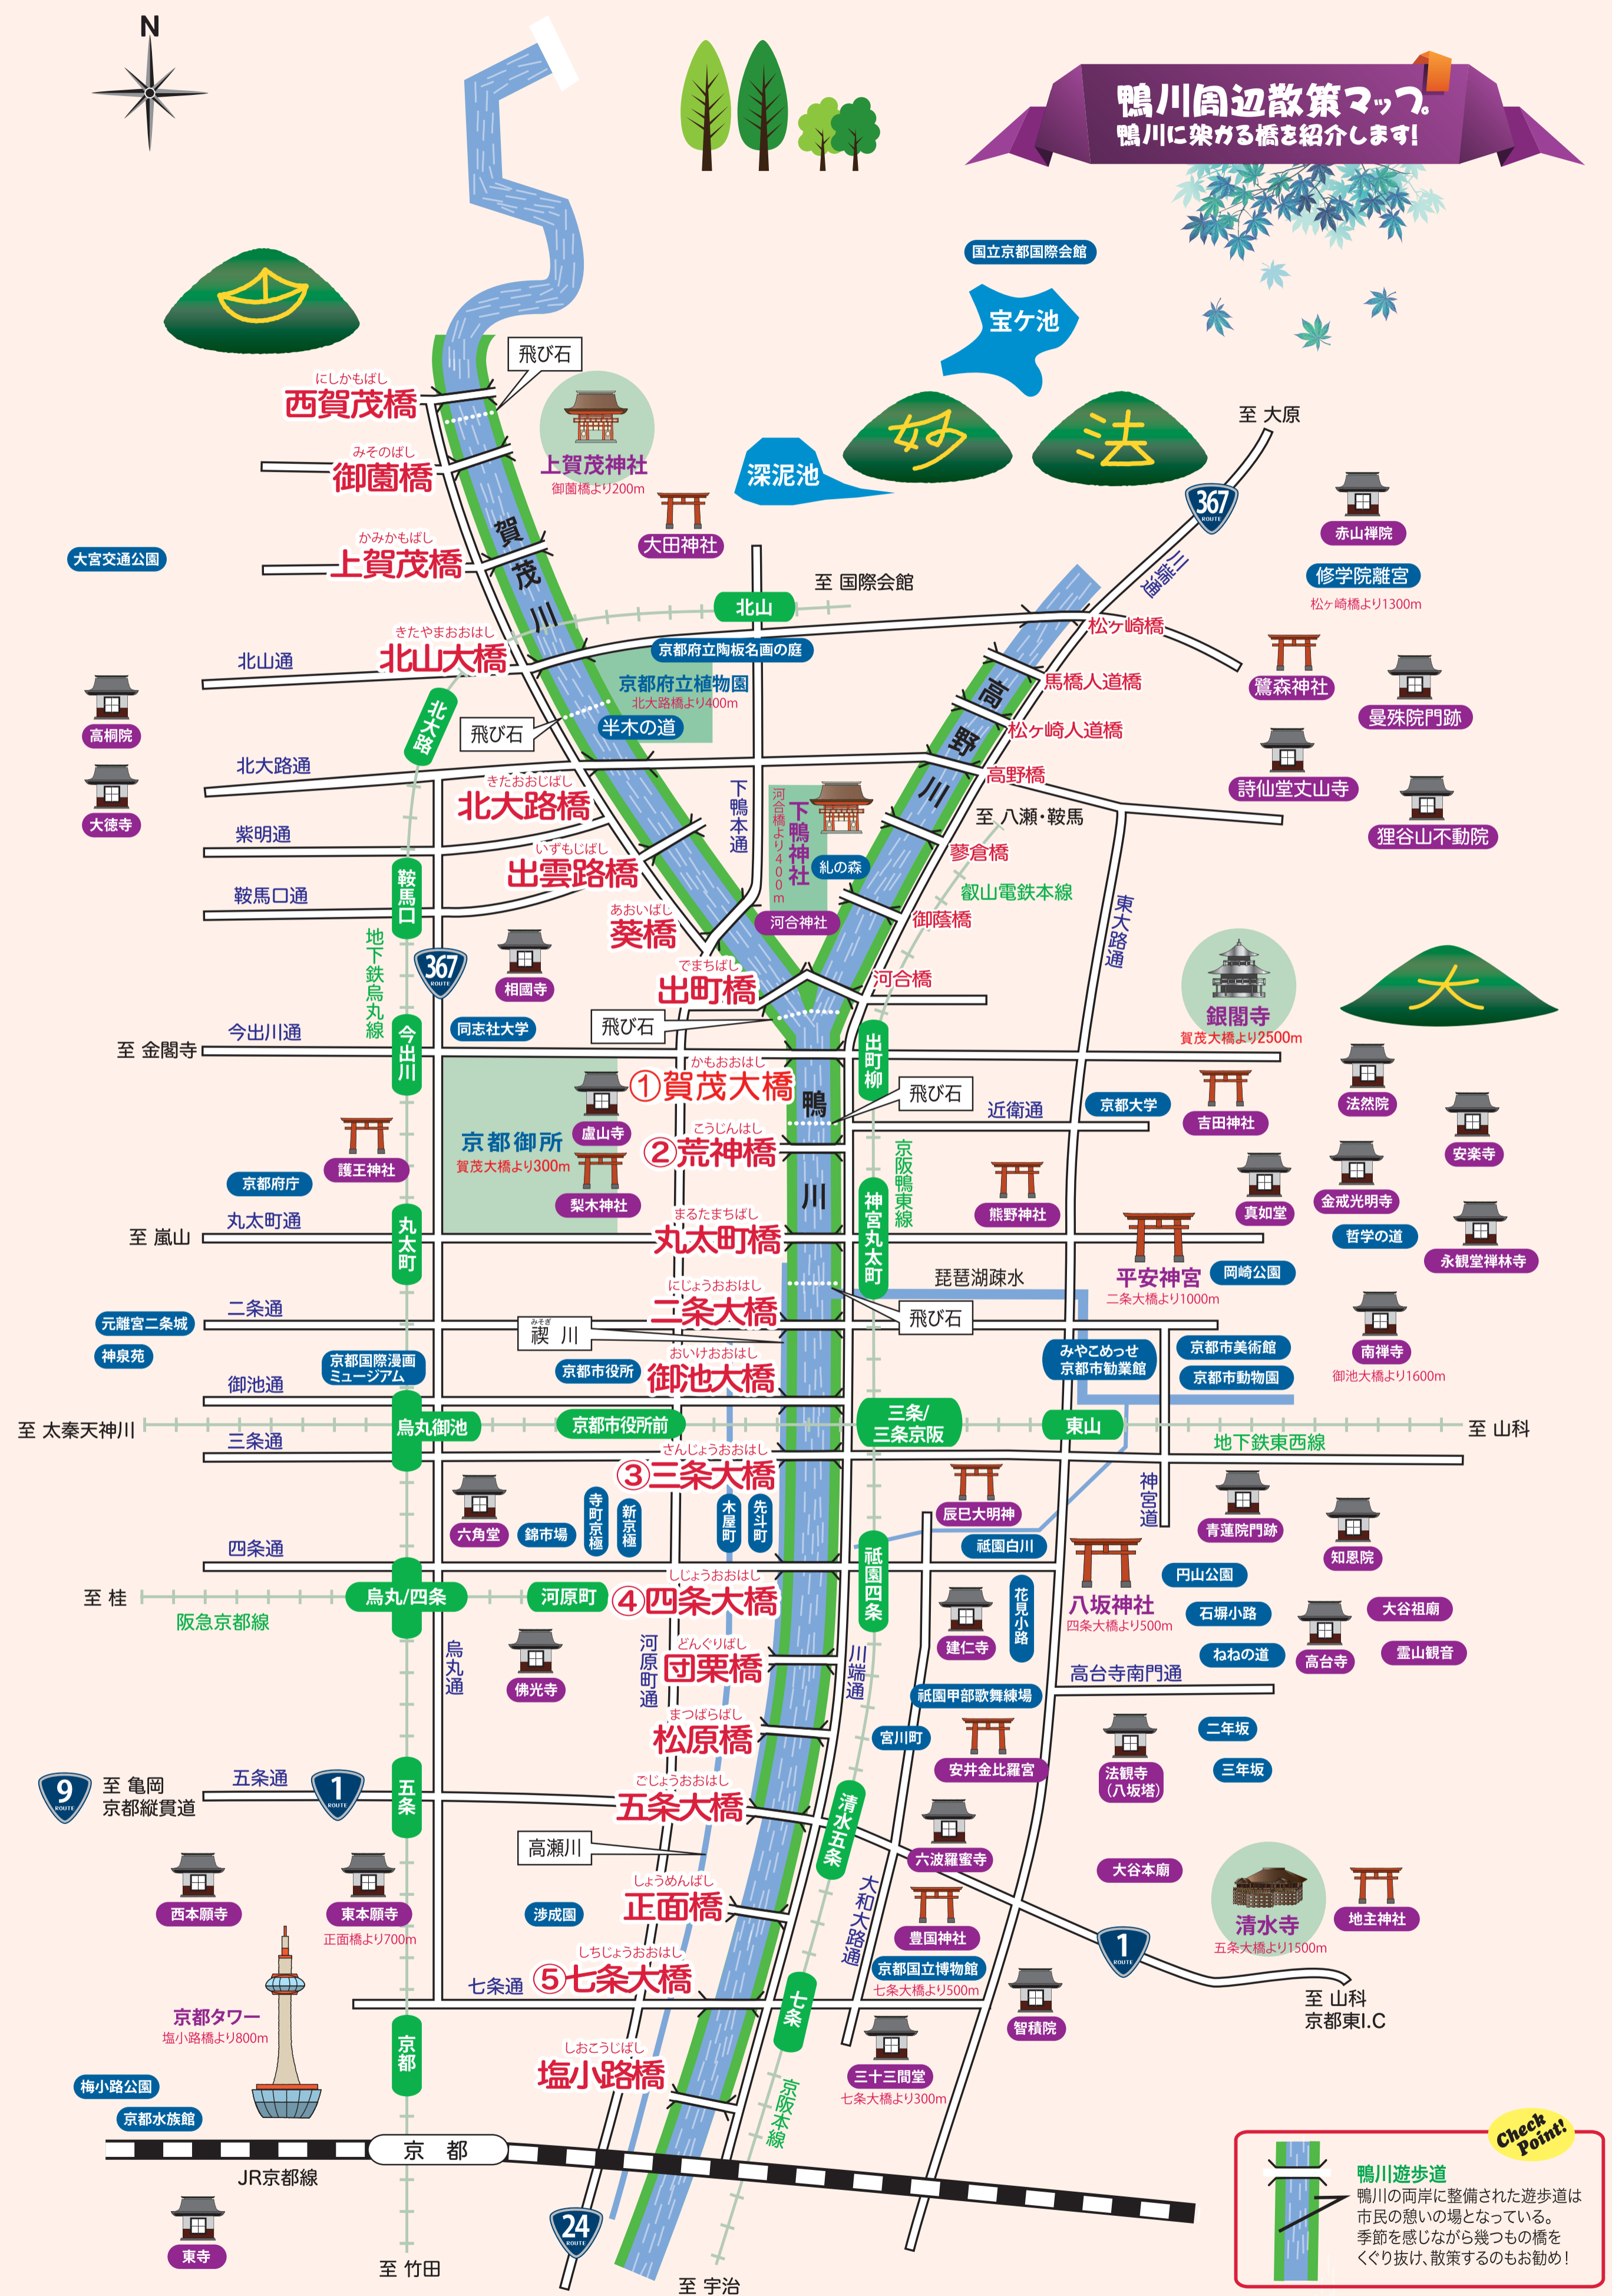 N
鴨川周辺散策マップ。
鴨川に架かる橋を紹介します!
国立京都国際会館
宝ケ池
飛び石
にしかもばし
西賀茂橋
上賀茂神社
御薗橋より200m
みそのばし
御薗橋
深泥池
妙
法
至 大原
367
ROUTE
川端通
赤山禅院
修学院離宮
松ヶ崎橋より1300m
大田神社
賀茂川
かみかもばし
上賀茂橋
大宮交通公園
至 国際会館
北山
きたやまおおはし
北山大橋
北山通
京都府立陶板名画の庭
京都府立植物園
北大路橋より400m
半木の道
飛び石
松ヶ崎橋
馬橋人道橋
松ヶ崎人道橋
高野川
高野橋
鷺森神社
曼殊院門跡
詩仙堂丈山寺
狸谷山不動院
高桐院
大徳寺
北大路
北大路通
きたおおじばし
北大路橋
紫明通
いずもじばし
出雲路橋
下鴨本通
河合橋より400m
下鴨神社
糺の森
河合神社
至 八瀬・鞍馬
蓼倉橋
叡山電鉄本線
御蔭橋
東大路通
鞍馬口
鞍馬口通
あおいばし
葵橋
地下鉄烏丸線
367
ROUTE
相國寺
でまちばし
出町橋
河合橋
飛び石
同志社大学
銀閣寺
賀茂大橋より2500m
大
今出川通
至 金閣寺
今出川
出町柳
かもおおはし
①賀茂大橋
飛び石
近衛通
京都大学
吉田神社
法然院
安楽寺
鴨川
京都御所
賀茂大橋より300m
盧山寺
梨木神社
こうじんはし
②荒神橋
京阪鴨東線
護王神社
京都府庁
熊野神社
真如堂
金戒光明寺
哲学の道
永観堂禅林寺
丸太町通
至 嵐山
丸太町
まるたまちばし
丸太町橋
神宮丸太町
琵琶湖疎水
平安神宮
二条大橋より1000m
岡崎公園
にじょうおおはし
二条大橋
飛び石
二条通
元離宮二条城
神泉苑
みそぎ
禊 川
京都国際漫画
ミュージアム
京都市役所
おいけおおはし
御池大橋
みやこめっせ
京都市勧業館
京都市美術館
京都市動物園
南禅寺
御池大橋より1600m
御池通
至 太秦天神川
烏丸御池
京都市役所前
三条/
三条京阪
東山
至 山科
地下鉄東西線
三条通
さんじょうおおはし
③三条大橋
神宮道
六角堂
錦市場
寺町京極
新京極
木屋町
先斗町
辰巳大明神
祇園白川
青蓮院門跡
知恩院
四条通
しじょうおおはし
④四条大橋
祇園四条
八坂神社
四条大橋より500m
円山公園
石塀小路
ねねの道
高台寺
大谷祖廟
霊山観音
至 桂
阪急京都線
烏丸/四条
河原町
建仁寺
花見小路
烏丸通
佛光寺
河原町通
どんぐりばし
団栗橋
川端通
高台寺南門通
祇園甲部歌舞練場
まつばらばし
松原橋
宮川町
安井金比羅宮
法観寺
(八坂塔)
二年坂
三年坂
9
ROUTE
至 亀岡
京都縦貫道
五条通
1
ROUTE
五条
ごじょうおおはし
五条大橋
清水五条
高瀬川
六波羅蜜寺
大谷本廟
清水寺
五条大橋より1500m
地主神社
西本願寺
東本願寺
正面橋より700m
渉成園
しょうめんばし
正面橋
大和大路通
豊国神社
京都国立博物館
七条大橋より500m
1
ROUTE
至 山科
京都東I.C
しちじょうおおはし
⑤七条大橋
七条通
七条
智積院
京都タワー
塩小路橋より800m
京都
三十三間堂
七条大橋より300m
しおこうじばし
塩小路橋
京阪本線
梅小路公園
京都水族館
京 都
JR京都線
東寺
24
ROUTE
至 竹田
至 宇治
Check
Point!
鴨川遊歩道
鴨川の両岸に整備された遊歩道は
市民の憩いの場となっている。
季節を感じながら幾つもの橋を
くぐり抜け、散策するのもお勧め!